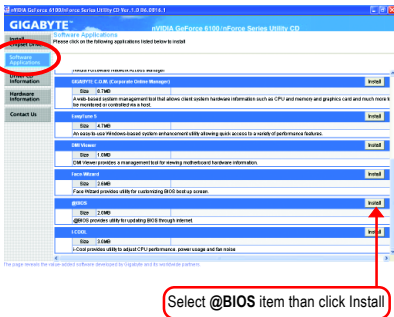 nVIDIA GeForce 6100/nForce Series Utility CD Ver.1.0 D6.0916.1
GIGABYTE™
nVIDIA GeForce 6100/nForce Series Utility CD
Install
Chipset Driver
Software
Applications
Driver CD
Information
Hardware
Information
Contact Us
Software Applications
Please click on the following applications listed below to install
GIGABYTE C.O.M. (Corporate Online Manager)
Install
Size 6.7MB
A web-based system management tool that allows client system hardware information such as CPU and memory and graphics card and much more to
be monitored or controlled via a host.
EasyTune 5
Install
Size 4.7MB
An easy to use Windows-based system enhancement utility allowing quick access to a variety of performance features.
DMI Viewer
Install
Size 1.0MB
DMI Viewer provides a management tool for viewing motherboard hardware information.
Face Wizard
Install
Size 2.6MB
Face Wizard provides utility for customizing BIOS boot up screen.
@BIOS
Install
Size 2.0MB
@BIOS provides utility for updating BIOS through internet.
i-COOL
Install
Size 3.6MB
i-Cool provides utility to adjust CPU performance, power usage and fan noise
The page reveals the value-added software developed by Gigabyte and its worldwide partners
Select @BIOS item than click Install